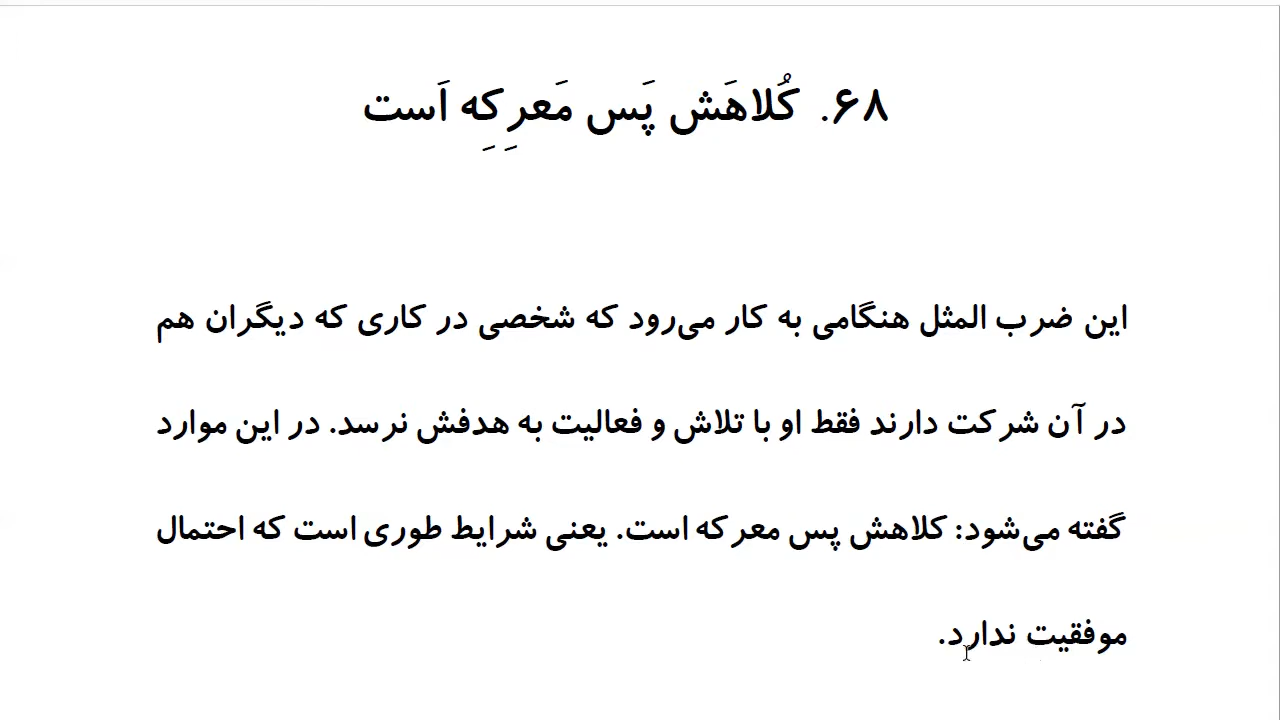 ۶۸. کُلاهَش پَس مَعرِکِه اَست
این ضرب المثل هنگامی به کار می‌رود که شخصی در کاری که دیگران هم
در آن شرکت دارند فقط او با تلاش و فعالیت به هدفش نرسد. در این موارد
گفته می‌شود: کلاهش پس معرکه است. یعنی شرایط طوری است که احتمال
موفقیت ندارد.